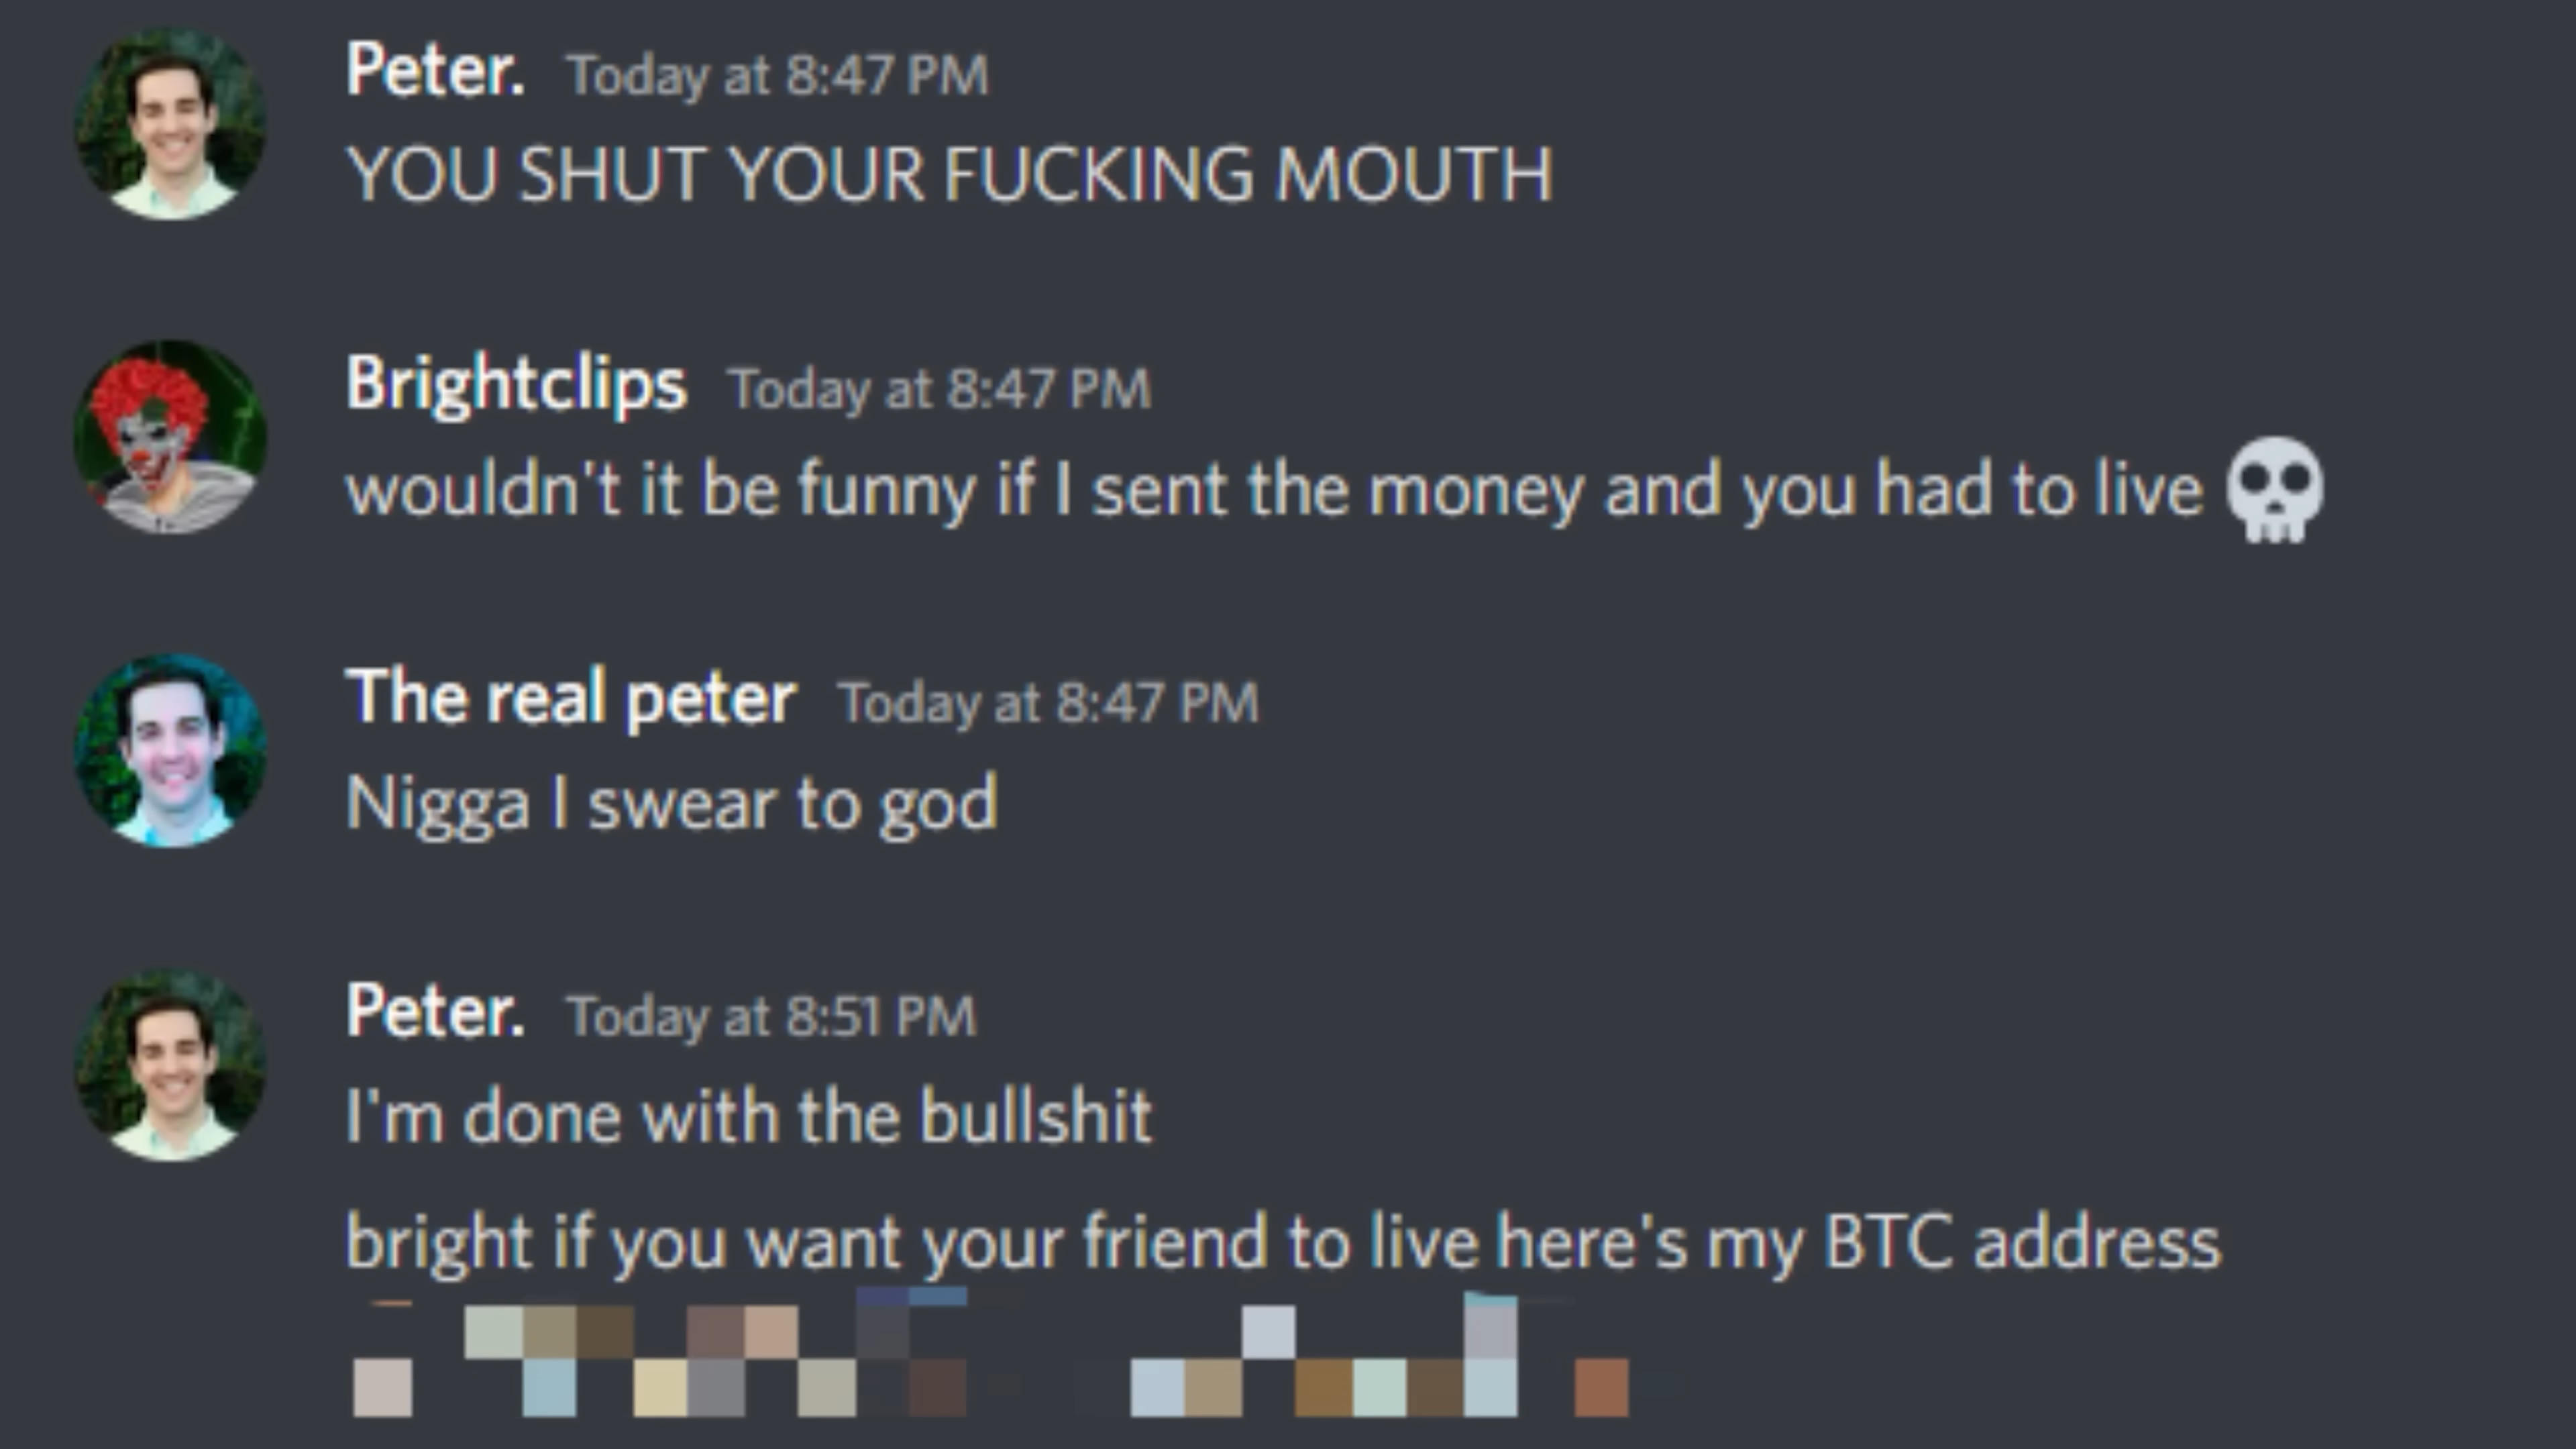 Peter. Today at 8:47 PM
YOU SHUT YOUR FUCKING MOUTH
Brightclips Today at 8:47 PM
wouldn't it be funny if I sent the money and you had to live 💀
The real peter Today at 8:47 PM
Nigga I swear to god
Peter. Today at 8:51 PM
I'm done with the bullshit
bright if you want your friend to live here's my BTC address